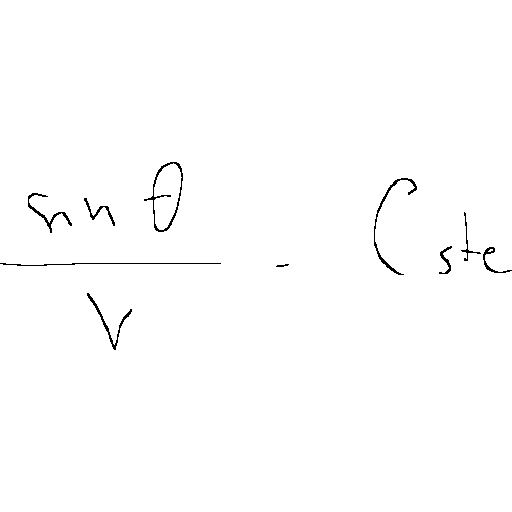 sin θ
V
- Cste